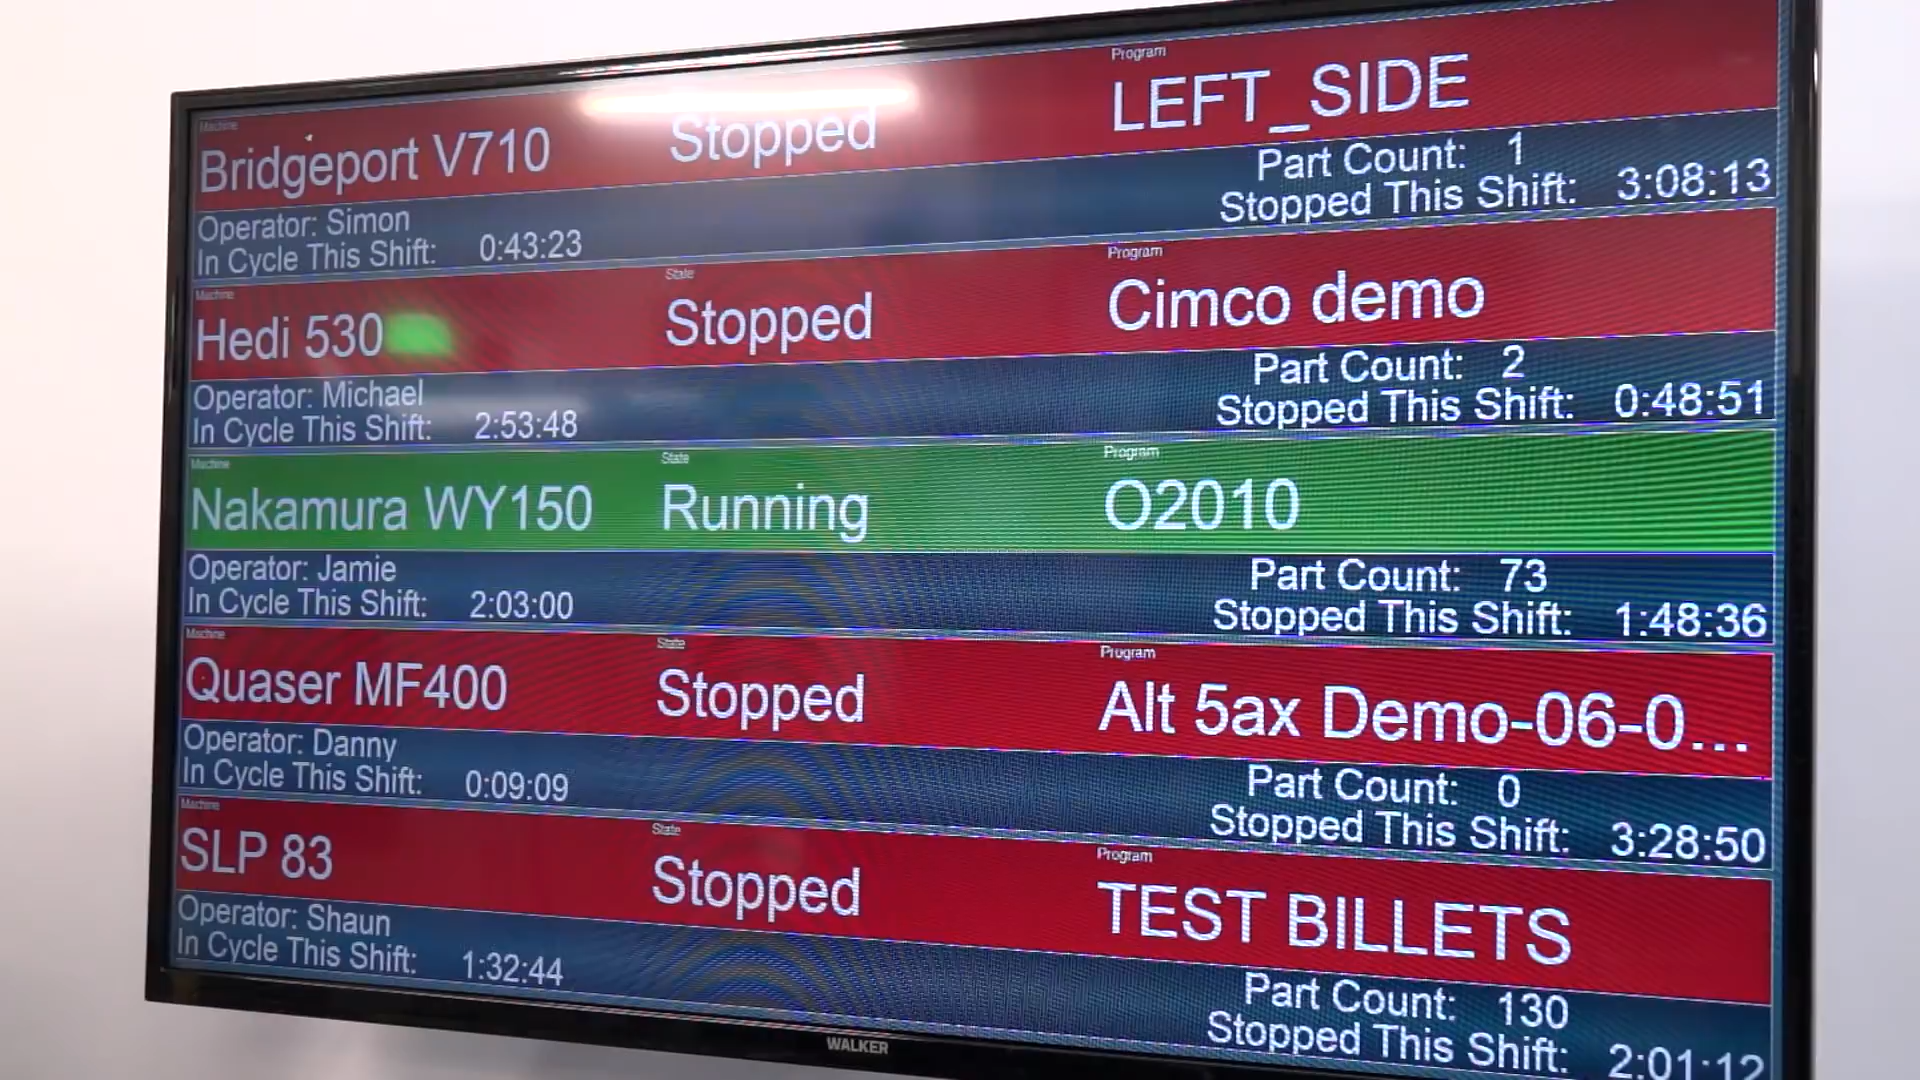 Machine
Bridgeport V710
Stopped
Program
LEFT_SIDE
Operator: Simon
In Cycle This Shift: 0:43:23
Part Count: 1
Stopped This Shift: 3:08:13
Machine
Hedi 530
State
Stopped
Program
Cimco demo
Operator: Michael
In Cycle This Shift: 2:53:48
Part Count: 2
Stopped This Shift: 0:48:51
Machine
Nakamura WY150
State
Running
Program
O2010
Operator: Jamie
In Cycle This Shift: 2:03:00
Part Count: 73
Stopped This Shift: 1:48:36
Machine
Quaser MF400
State
Stopped
Program
Alt 5ax Demo-06-0...
Operator: Danny
In Cycle This Shift: 0:09:09
Part Count: 0
Stopped This Shift: 3:28:50
Machine
SLP 83
State
Stopped
Program
TEST BILLETS
Operator: Shaun
In Cycle This Shift: 1:32:44
Part Count: 130
Stopped This Shift: 2:01:12
WALKER